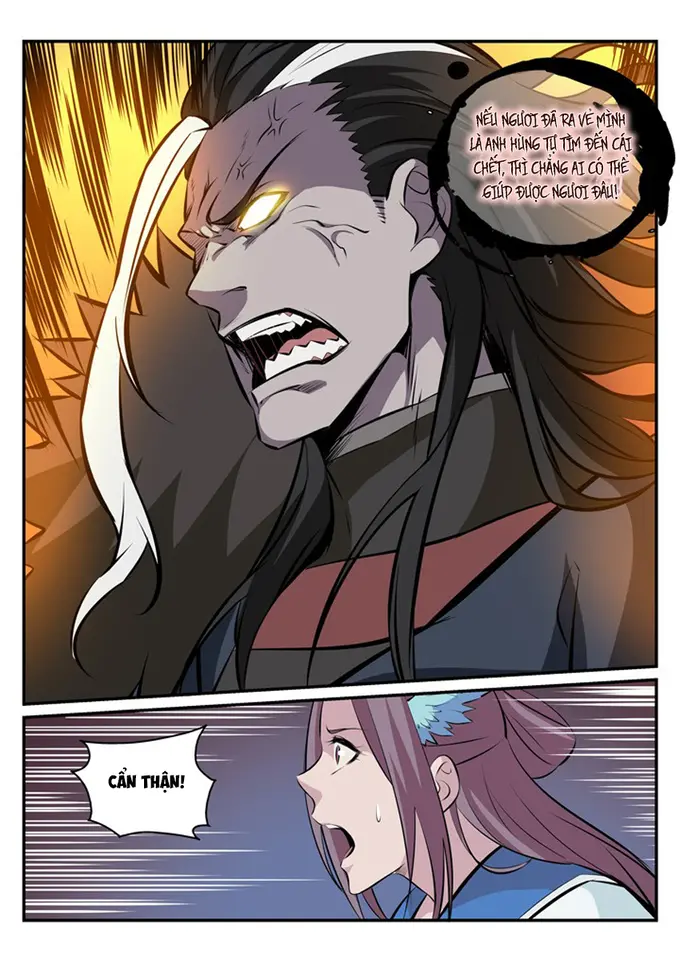 NẾU NGƯƠI ĐÃ RA VẺ MÌNH
LÀ ANH HÙNG TỰ TÌM ĐẾN CÁI
CHẾT, THÌ CHẲNG AI CÓ THỂ
GIÚP ĐƯỢC NGƯƠI ĐÂU!
CẨN THẬN!